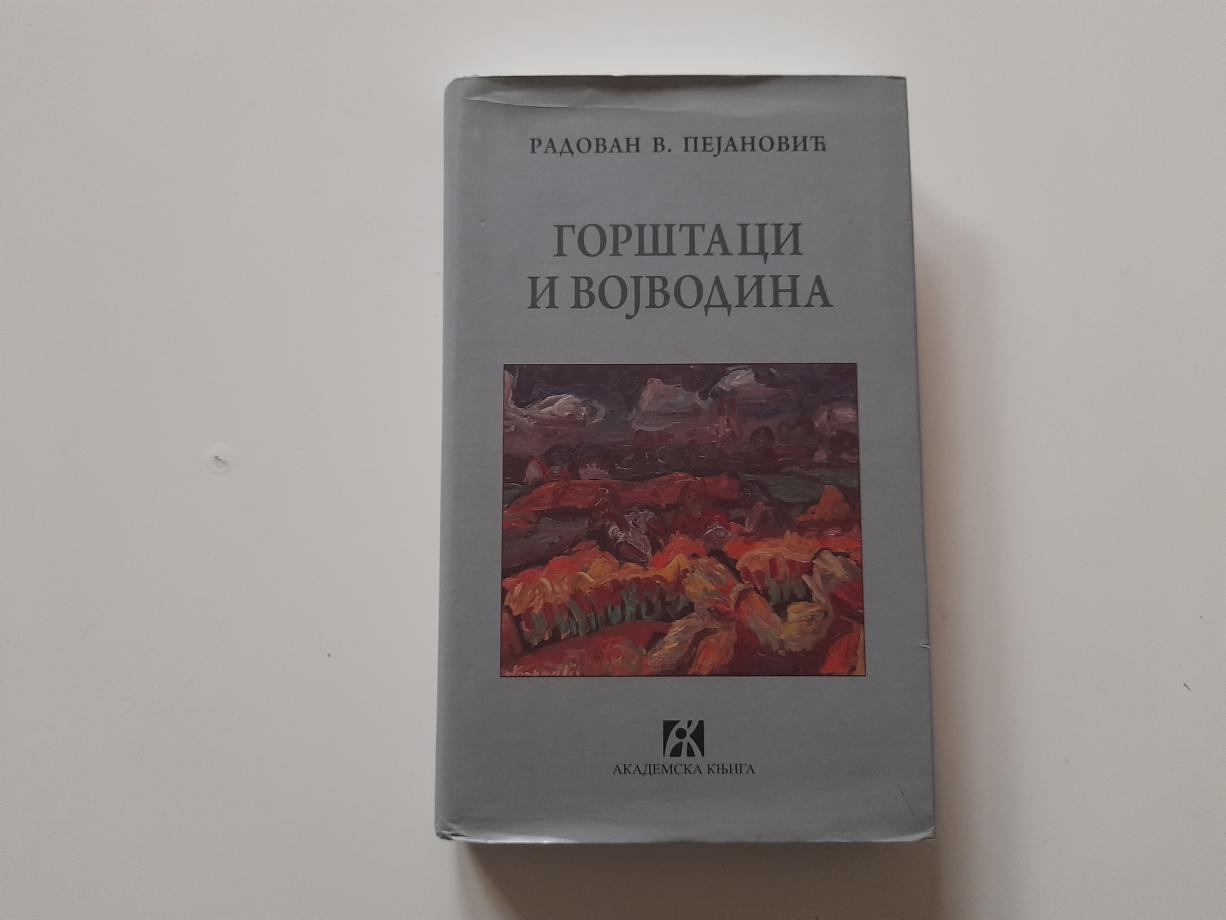 РАДОВАН В. ПЕЈАНОВИЋ
ГОРШТАЦИ
И ВОЈВОДИНА
АКАДЕМСКА КЊИГА